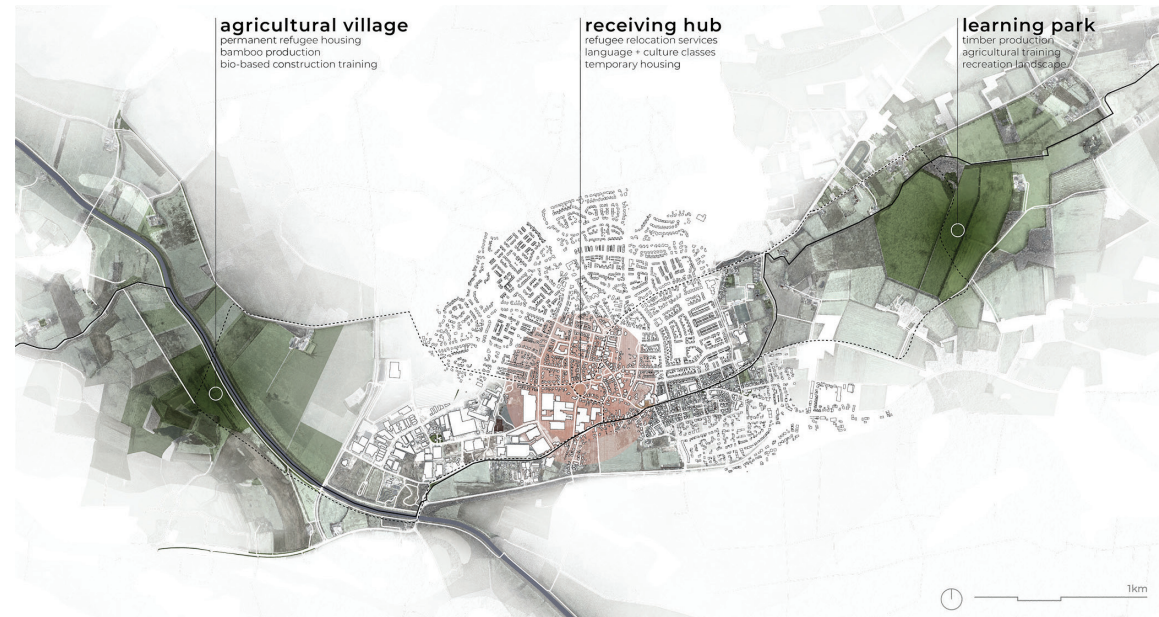 agricultural village
permanent refugee housing
bamboo production
bio-based construction training
receiving hub
refugee relocation services
language + culture classes
temporary housing
learning park
timber production
agricultural training
recreation landscape
1km